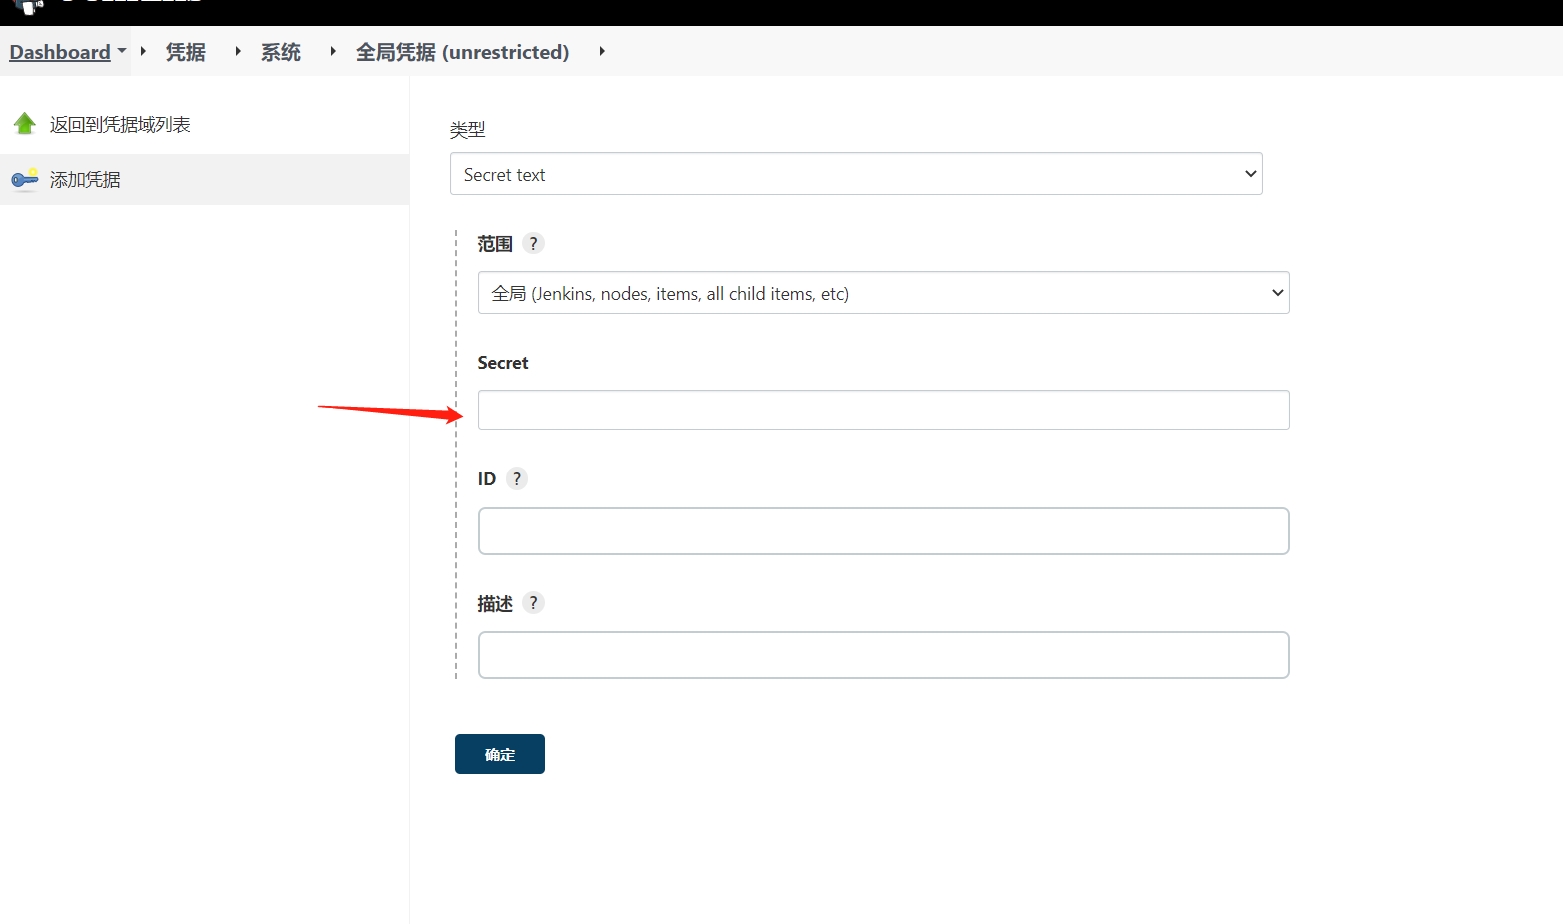 Dashboard 凭据 系统 全局凭据 (unrestricted)
返回到凭据域列表
添加凭据
类型
Secret text
范围 ?
全局 (Jenkins, nodes, items, all child items, etc)
Secret
ID ?
描述 ?
确定